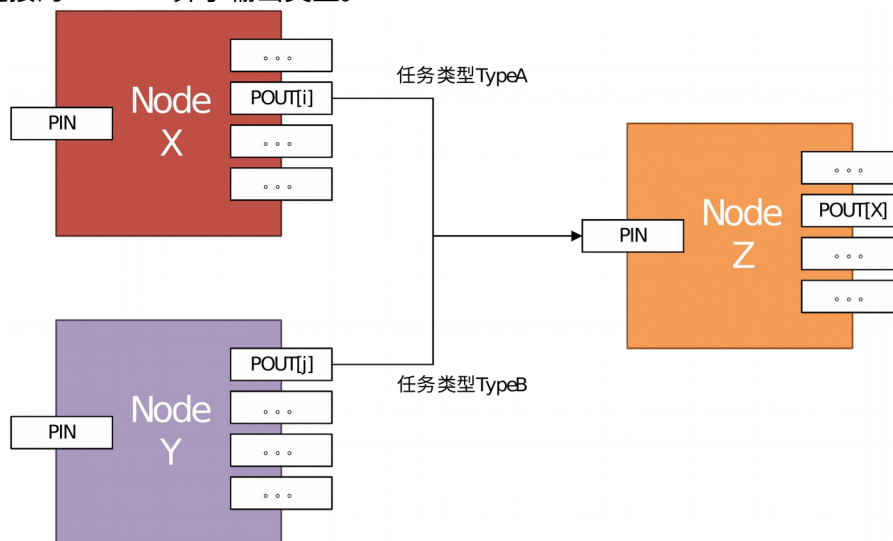 。。。
任务类型TypeA
Node
X
POUT[i]
PIN
。。。
。。。
。。。
Node
Z
POUT[X]
PIN
。。。
。。。
POUT[j]
任务类型TypeB
Node
Y
。。。
PIN
。。。
。。。